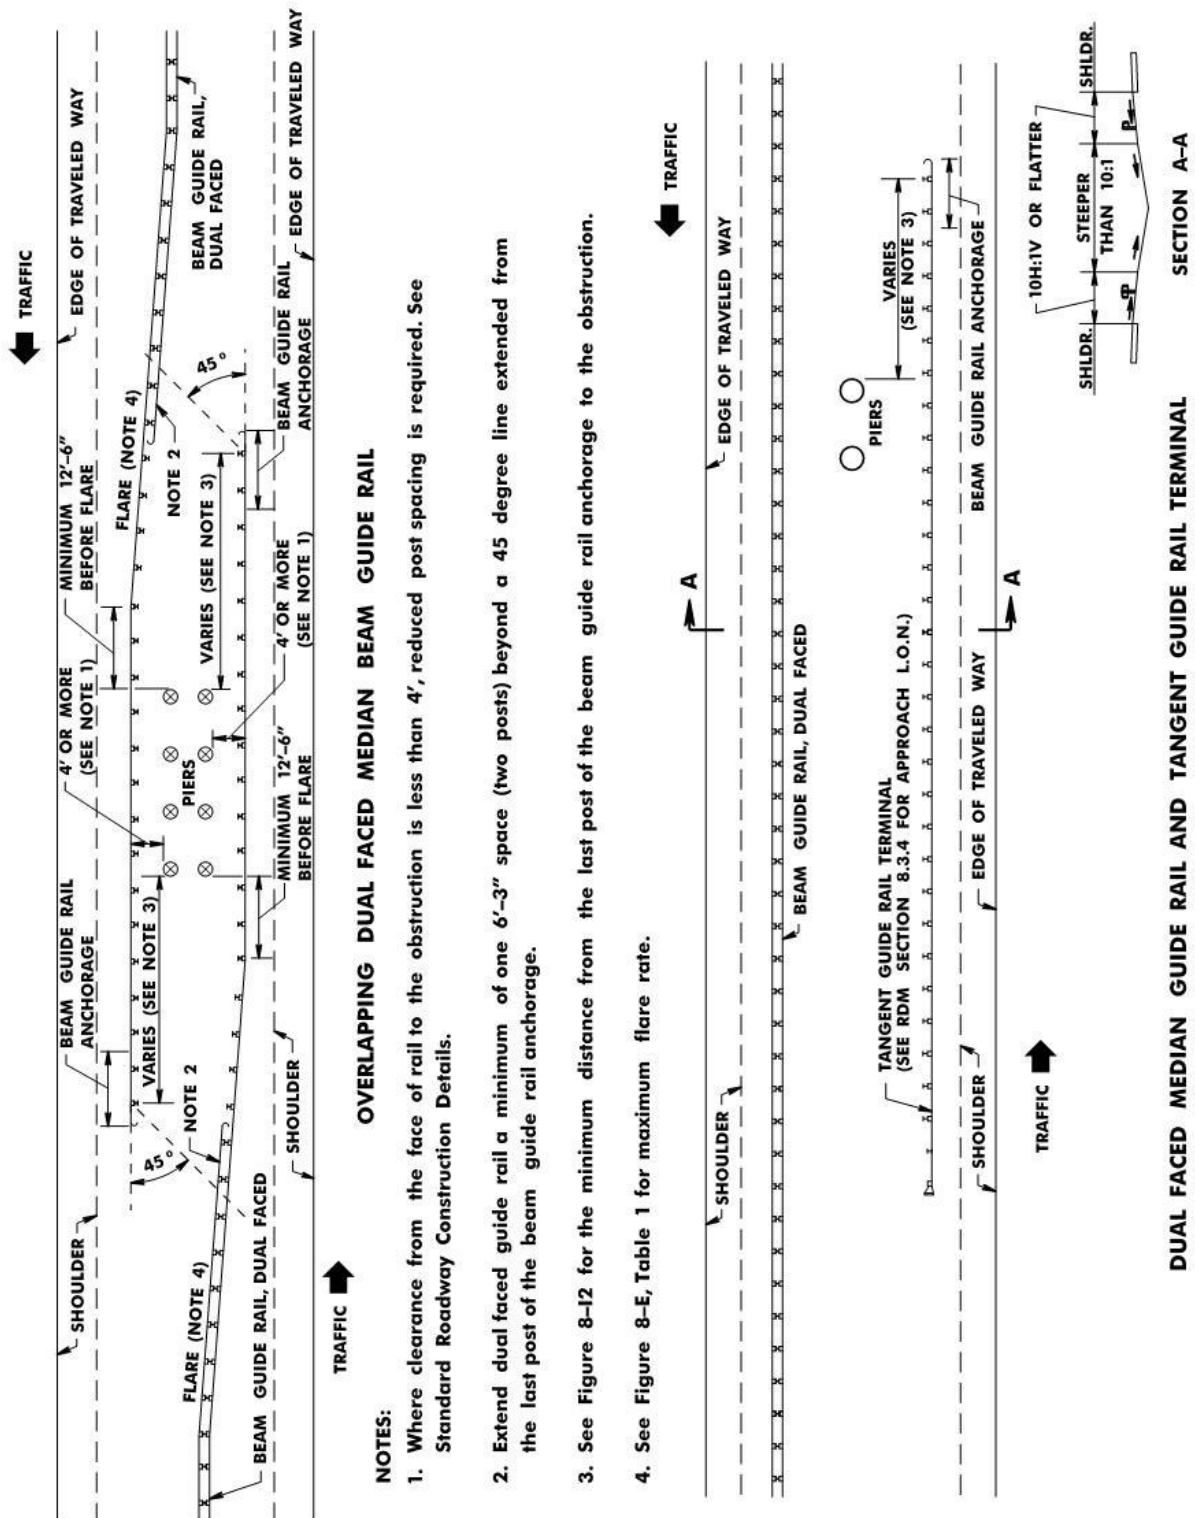 TRAFFIC
EDGE OF TRAVELED WAY
SHOULDER
BEAM GUIDE RAIL
ANCHORAGE
4' OR MORE
(SEE NOTE 1)
MINIMUM 12'-6"
BEFORE FLARE
FLARE (NOTE 4)
VARIES (SEE NOTE 3)
45°
NOTE 2
PIERS
VARIES (SEE NOTE 3)
NOTE 2
45°
BEAM GUIDE RAIL,
DUAL FACED
FLARE (NOTE 4)
BEAM GUIDE RAIL, DUAL FACED
SHOULDER
MINIMUM 12'-6"
BEFORE FLARE
4' OR MORE
(SEE NOTE 1)
BEAM GUIDE RAIL
ANCHORAGE
EDGE OF TRAVELED WAY
TRAFFIC
OVERLAPPING DUAL FACED MEDIAN BEAM GUIDE RAIL
NOTES:
1. Where clearance from the face of rail to the obstruction is less than 4', reduced post spacing is required. See
Standard Roadway Construction Details.
2. Extend dual faced guide rail a minimum of one 6'-3" space (two posts) beyond a 45 degree line extended from
the last post of the beam guide rail anchorage.
3. See Figure 8-I2 for the minimum distance from the last post of the beam guide rail anchorage to the obstruction.
4. See Figure 8-E, Table 1 for maximum flare rate.
TRAFFIC
SHOULDER
EDGE OF TRAVELED WAY
A
BEAM GUIDE RAIL, DUAL FACED
PIERS
VARIES
(SEE NOTE 3)
TANGENT GUIDE RAIL TERMINAL
(SEE RDM SECTION 8.3.4 FOR APPROACH L.O.N.)
BEAM GUIDE RAIL ANCHORAGE
SHOULDER
EDGE OF TRAVELED WAY
A
TRAFFIC
SHLDR.
10H:1V OR FLATTER
SHLDR.
STEEPER
THAN 10:1
DUAL FACED MEDIAN GUIDE RAIL AND TANGENT GUIDE RAIL TERMINAL
SECTION A-A